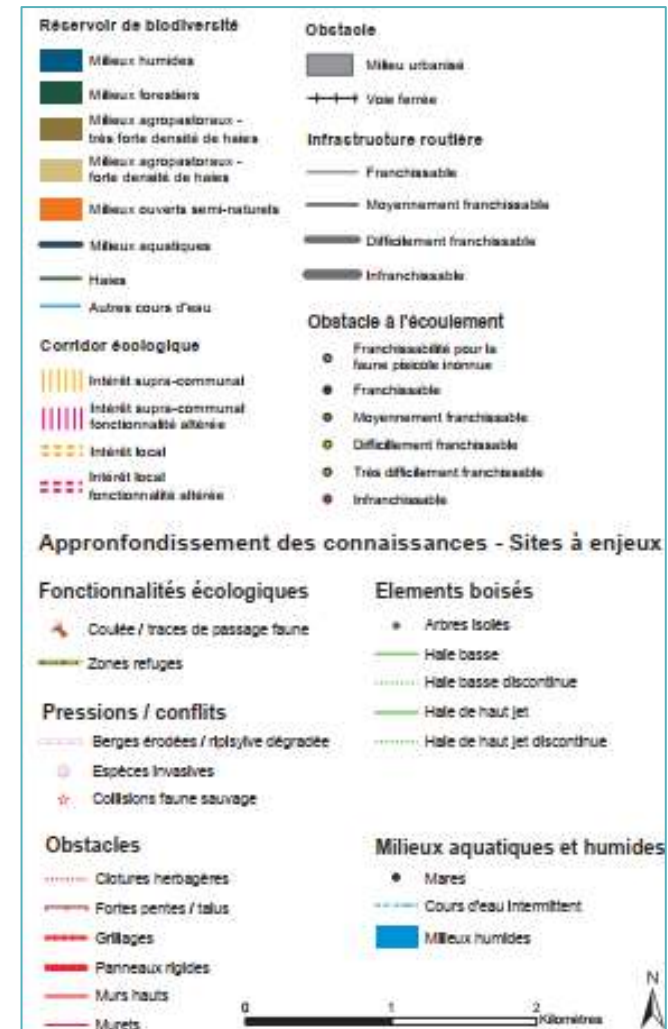 Réservoir de biodiversité
Milieux humides
Milieux forestiers
Milieux agropastoraux -
très forte densité de haies
Milieux agropastoraux -
forte densité de haies
Milieux ouverts semi-naturels
Milieux aquatiques
Haies
Autres cours d'eau
Corridor écologique
Intérêt supra-communal
Intérêt supra-communal
fonctionnalité altérée
Intérêt local
Intérêt local
fonctionnalité altérée
Obstacle
Milieu urbanisé
Voie ferrée
Infrastructure routière
Franchissable
Moyennement franchissable
Difficilement franchissable
Infranchissable
Obstacle à l'écoulement
Franchissabilité pour la
faune piscicole inconnue
Franchissable
Moyennement franchissable
Difficilement franchissable
Très difficilement franchissable
Infranchissable
Appronfondissement des connaissances - Sites à enjeux
Fonctionnalités écologiques
Coulée / traces de passage faune
Zones refuges
Pressions / conflits
Berges érodées / ripisylve dégradée
Espèces invasives
Collisions faune sauvage
Elements boisés
Arbres isolés
Haie basse
Haie basse discontinue
Haie de haut jet
Haie de haut jet discontinue
Obstacles
Clotures herbagères
Fortes pentes / talus
Grillages
Panneaux rigides
Murs hauts
Murets
Milieux aquatiques et humides
Mares
Cours d'eau intermittent
Milieux humides
N
0 1 2
Kilomètres